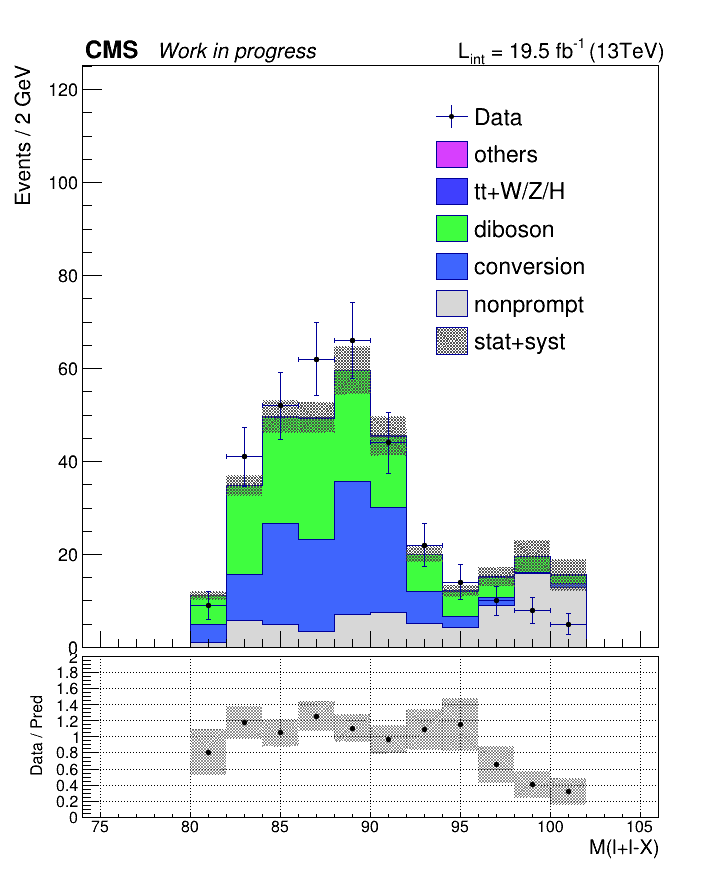 CMS Work in progress L_int = 19.5 fb^-1 (13TeV)
Events / 2 GeV
120
100
80
60
40
20
0
Data
others
tt+W/Z/H
diboson
conversion
nonprompt
stat+syst
Data / Pred
2
1.8
1.6
1.4
1.2
1
0.8
0.6
0.4
0.2
0
75 80 85 90 95 100 105
M(l+l-X)